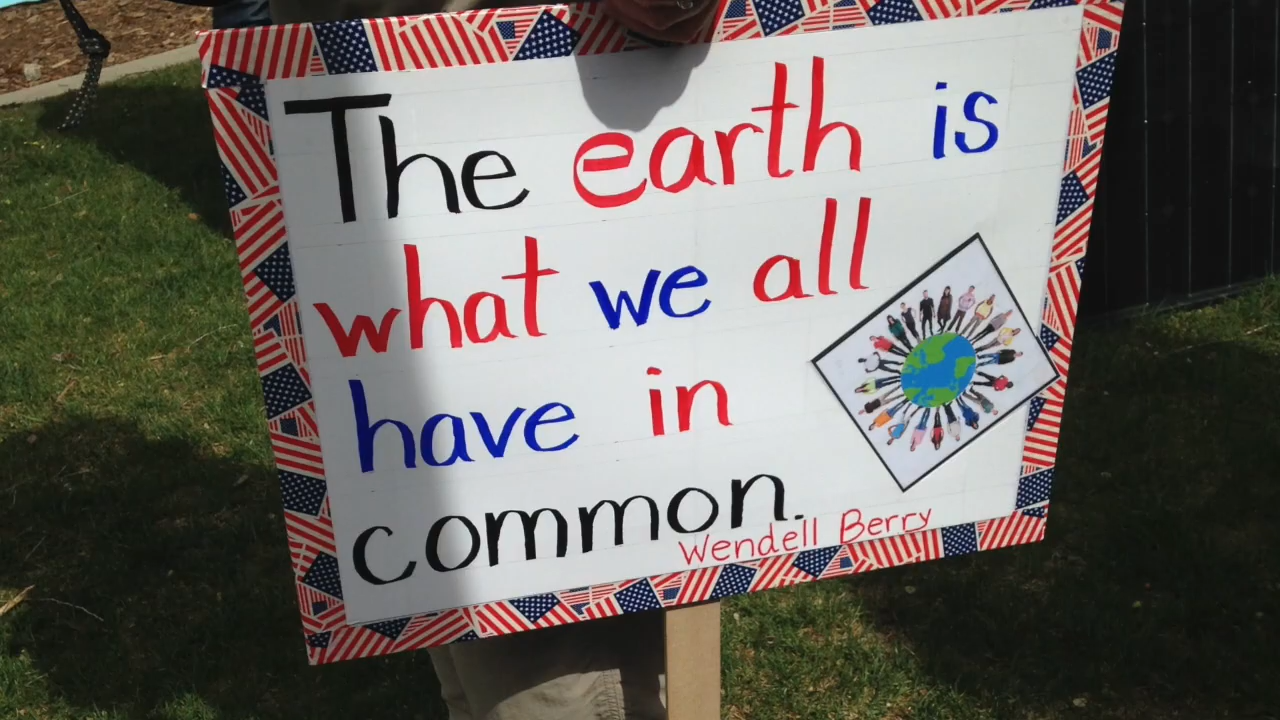 The earth is
what we all
have in
common.
Wendell Berry